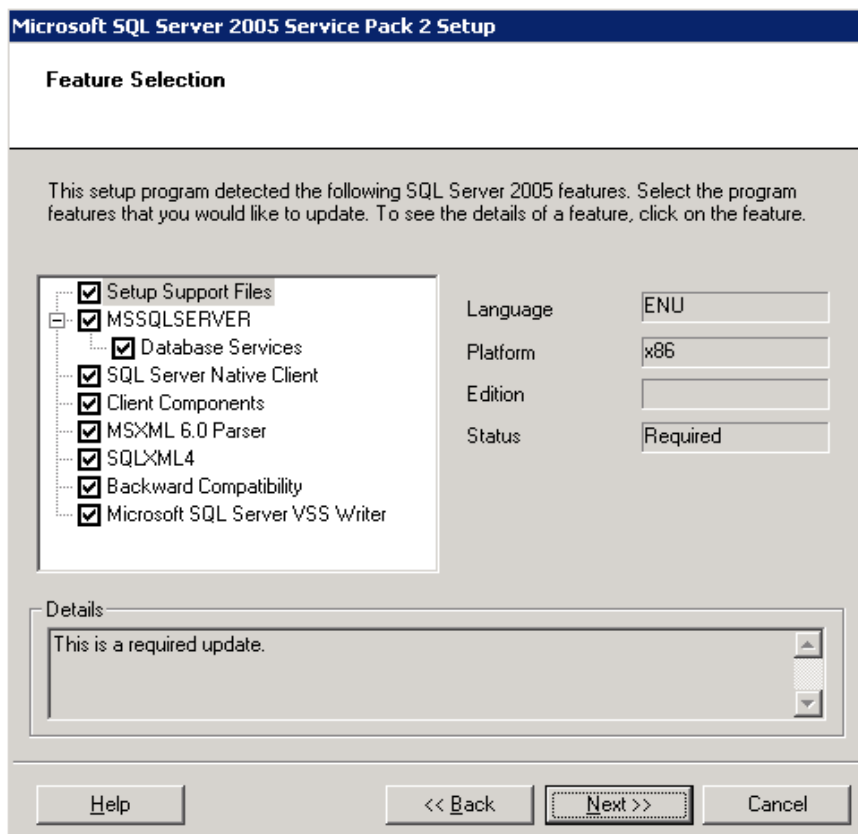 Microsoft SQL Server 2005 Service Pack 2 Setup
Feature Selection
This setup program detected the following SQL Server 2005 features. Select the program
features that you would like to update. To see the details of a feature, click on the feature.
Setup Support Files
MSSQLSERVER
Database Services
SQL Server Native Client
Client Components
MSXML 6.0 Parser
SQLXML4
Backward Compatibility
Microsoft SQL Server VSS Writer
Language ENU
Platform x86
Edition
Status Required
Details
This is a required update.
Help << Back Next >> Cancel